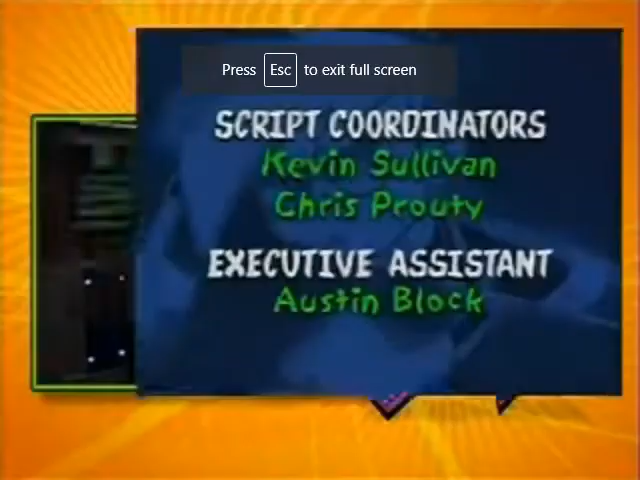 Press Esc to exit full screen
SCRIPT COORDINATORS
Kevin Sullivan
Chris Prouty
EXECUTIVE ASSISTANT
Austin Block